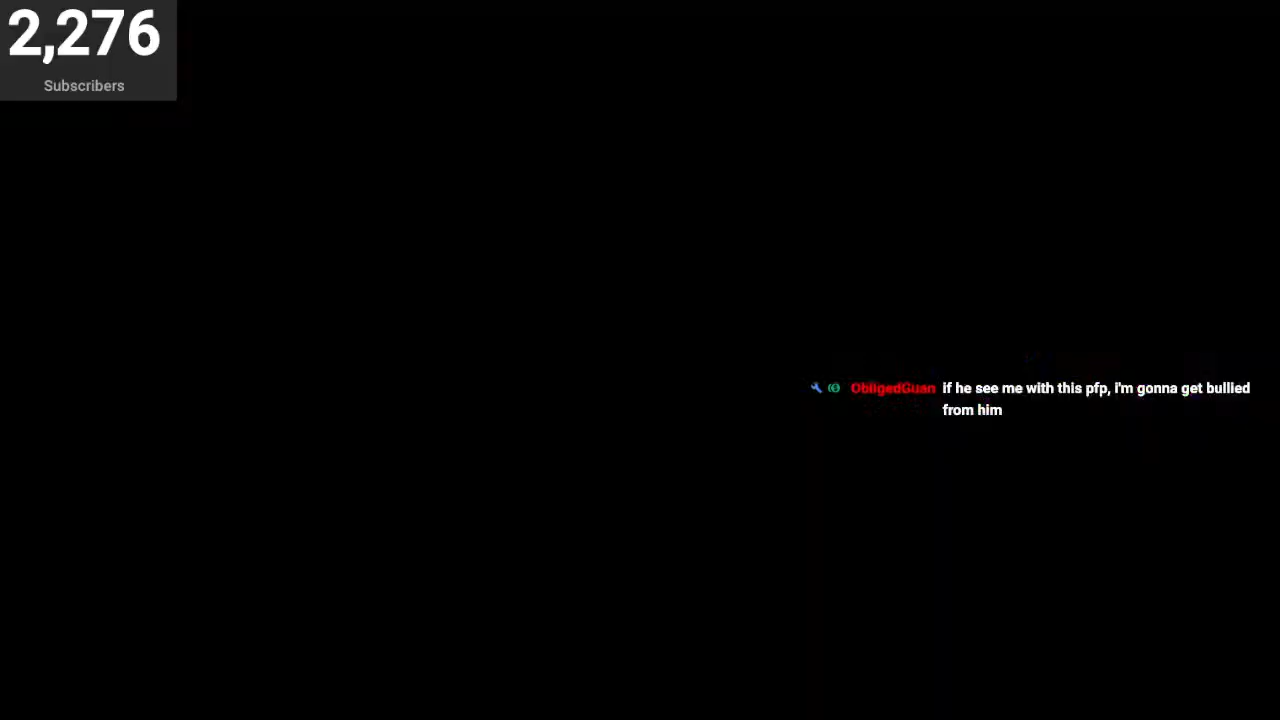 2,276
Subscribers
ObligedGuan if he see me with this pfp, i'm gonna get bullied
from him